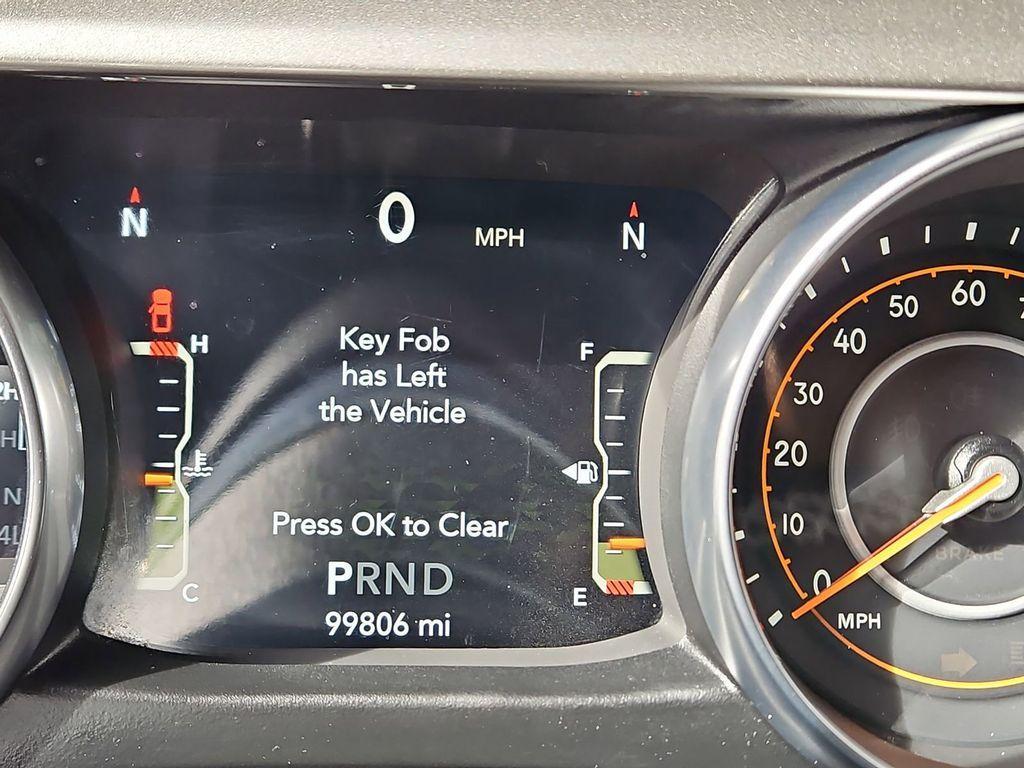 N
0 MPH
N
H
F
Key Fob
has Left
the Vehicle
Press OK to Clear
C
E
PRND
99806 mi
60
50
40
30
20
10
0
MPH
BRAKE
N
4L